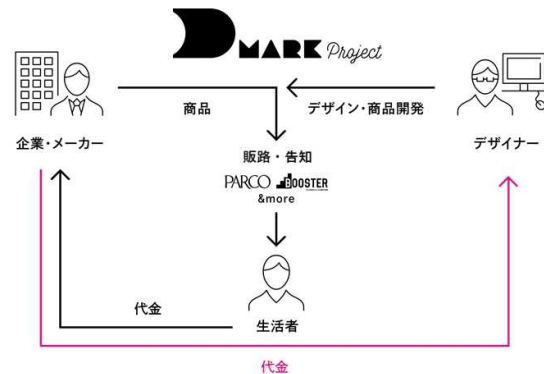 DMARK Project
商品
デザイン・商品開発
企業・メーカー
デザイナー
販路・告知
PARCO BOOSTER
&more
代金
生活者
代金